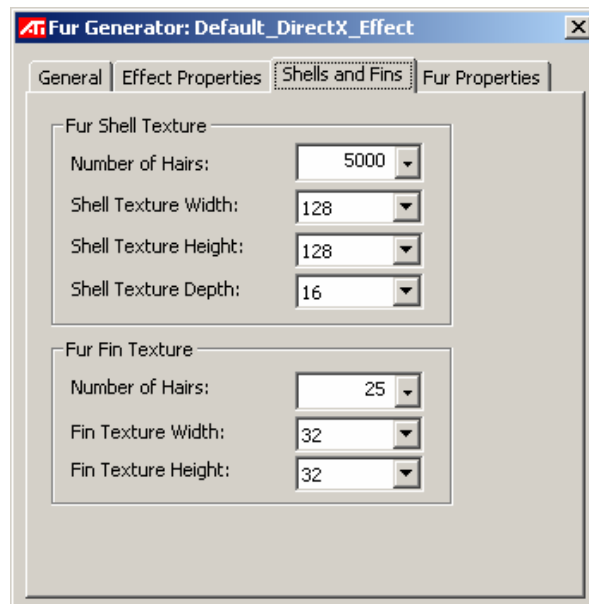 ATI Fur Generator: Default_DirectX_Effect
General Effect Properties Shells and Fins Fur Properties
Fur Shell Texture
Number of Hairs: 5000
Shell Texture Width: 128
Shell Texture Height: 128
Shell Texture Depth: 16
Fur Fin Texture
Number of Hairs: 25
Fin Texture Width: 32
Fin Texture Height: 32